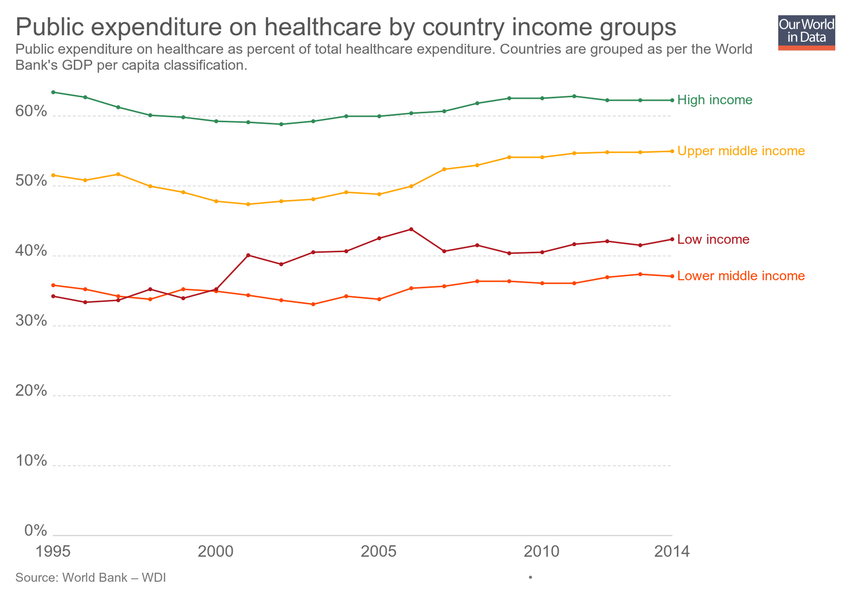 Public expenditure on healthcare by country income groups
Our World
in Data
Public expenditure on healthcare as percent of total healthcare expenditure. Countries are grouped as per the World
Bank's GDP per capita classification.
High income
60%
Upper middle income
50%
Low income
40%
Lower middle income
30%
20%
10%
0%
1995 2000 2005 2010 2014
Source: World Bank – WDI